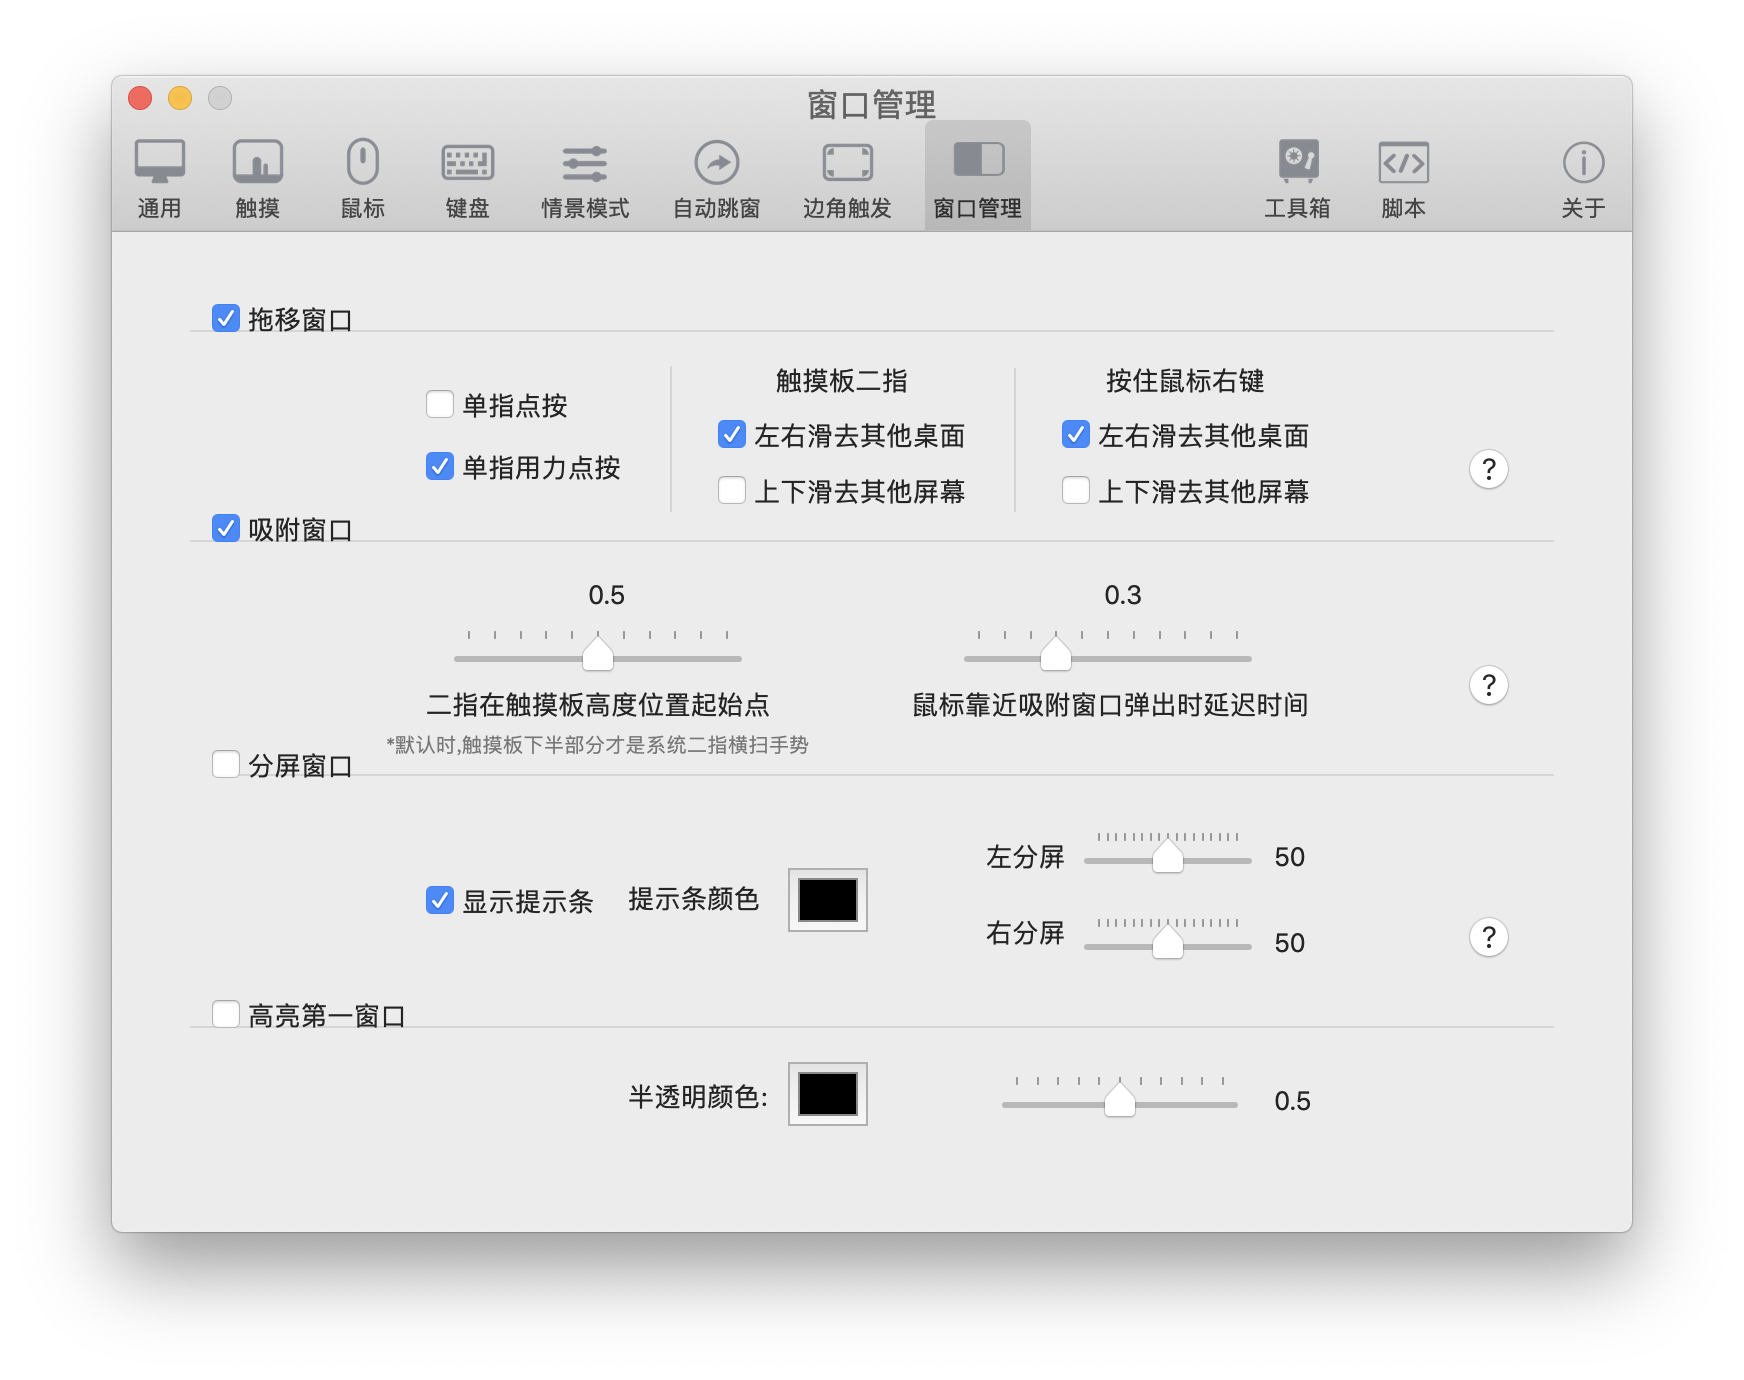 窗口管理
通用
触摸
鼠标
键盘
情景模式
自动跳窗
边角触发
窗口管理
工具箱
脚本
关于
拖移窗口
单指点按
单指用力点按
触摸板二指
左右滑去其他桌面
上下滑去其他屏幕
按住鼠标右键
左右滑去其他桌面
上下滑去其他屏幕
?
吸附窗口
0.5
二指在触摸板高度位置起始点
*默认时,触摸板下半部分才是系统二指横扫手势
0.3
鼠标靠近吸附窗口弹出时延迟时间
?
分屏窗口
显示提示条
提示条颜色
左分屏
50
右分屏
50
?
高亮第一窗口
半透明颜色:
0.5